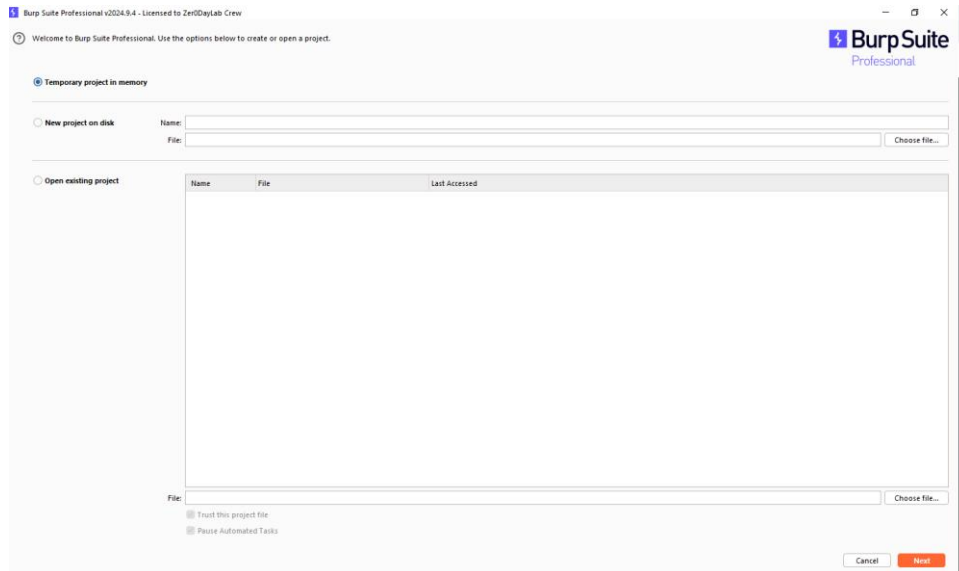 Burp Suite Professional v2024.9.4 - Licensed to Zer0DayLab Crew
Welcome to Burp Suite Professional. Use the options below to create or open a project.
Burp Suite
Professional
Temporary project in memory
New project on disk
Name:
File:
Choose file...
Open existing project
Name File Last Accessed
File:
Choose file...
Trust this project file
Pause Automated Tasks
Cancel Next